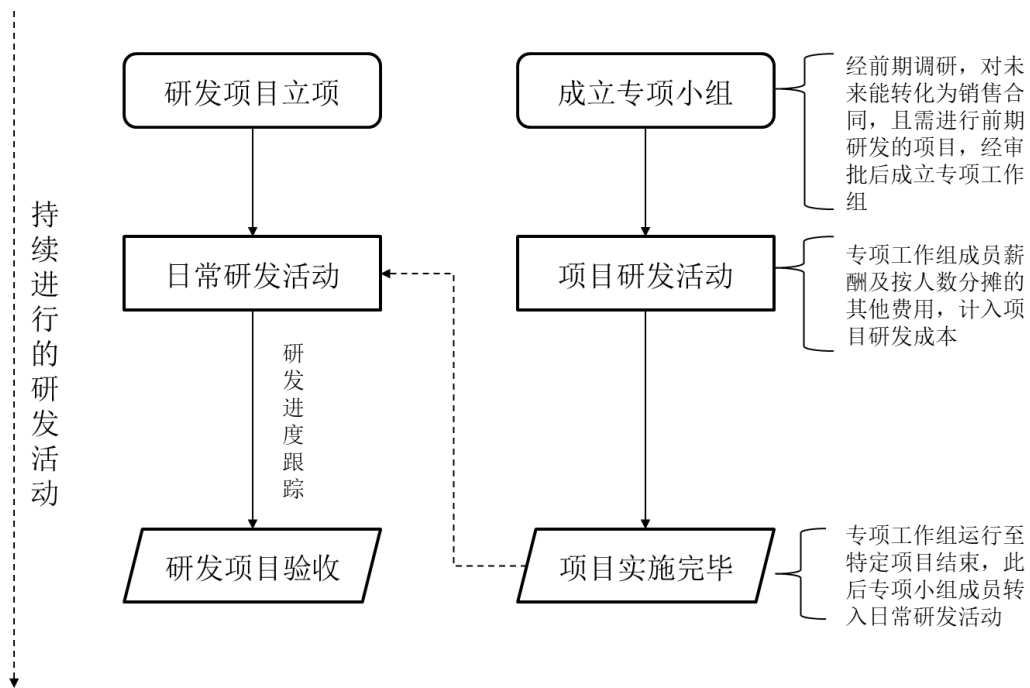 研发项目立项
成立专项小组
经前期调研，对未
来能转化为销售合
同，且需进行前期
研发的项目，经审
批后成立专项工作
组
持续进行的研发活动
日常研发活动
项目研发活动
专项工作组成员薪
酬及按人数分摊的
其他费用，计入项
目研发成本
研发进度跟踪
研发项目验收
项目实施完毕
专项工作组运行至
特定项目结束，此
后专项小组成员转
入日常研发活动